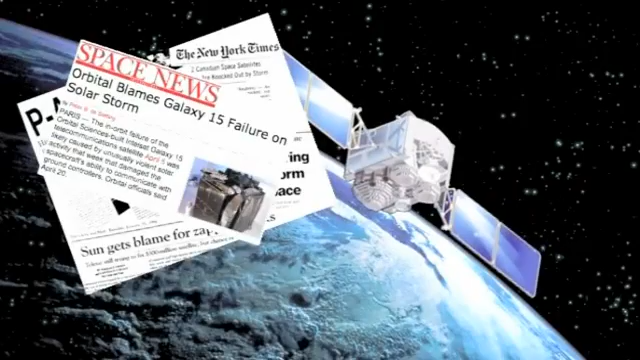 The New York Times
2 Canadian Space Satellites
Knocked Out by Storm
SPACE NEWS
Orbital Blames Galaxy 15 Failure on
Solar Storm
PARIS — The in-orbit failure of the
Orbital Sciences-built Intelsat Galaxy 15
telecommunications satellite April 5 was
likely caused by unusually violent solar
activity that week that damaged the
spacecraft's ability to communicate with
ground controllers, Orbital officials said
April 20.
ing
orm
ace
Sun gets blame for